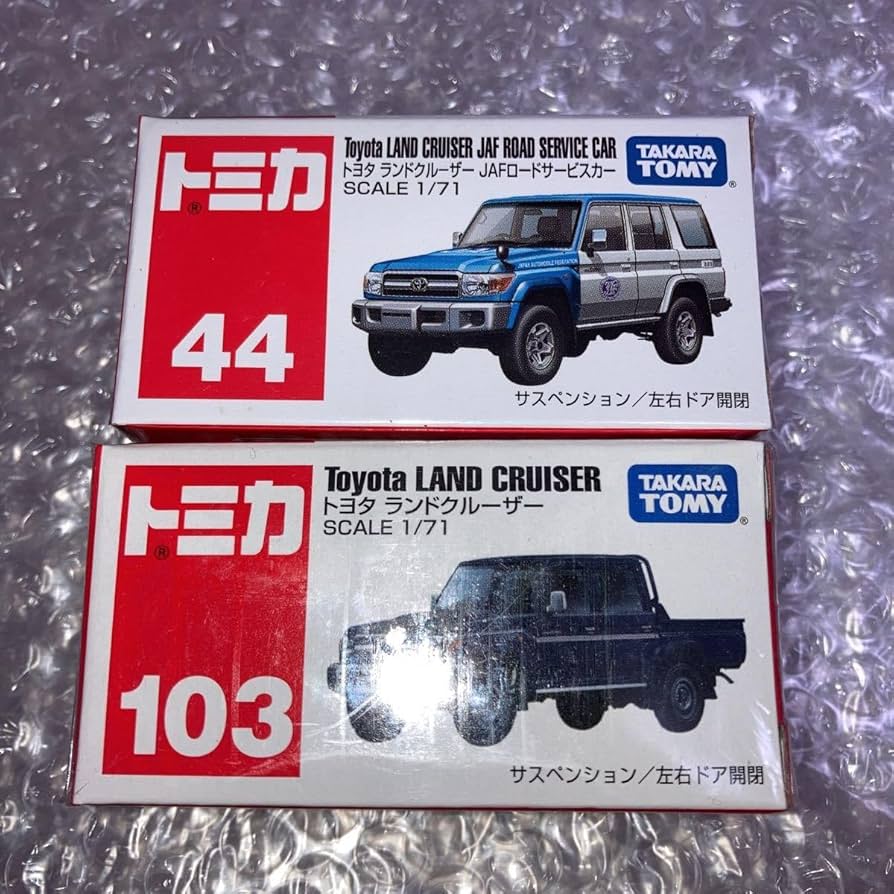 トミカ®
44
Toyota LAND CRUISER JAF ROAD SERVICE CAR
トヨタ ランドクルーザー JAFロードサービスカー
SCALE 1/71
TAKARA
TOMY®
JAPAN AUTOMOBILE FEDERATION
サスペンション／左右ドア開閉
トミカ®
103
Toyota LAND CRUISER
トヨタ ランドクルーザー
SCALE 1/71
TAKARA
TOMY®
サスペンション／左右ドア開閉